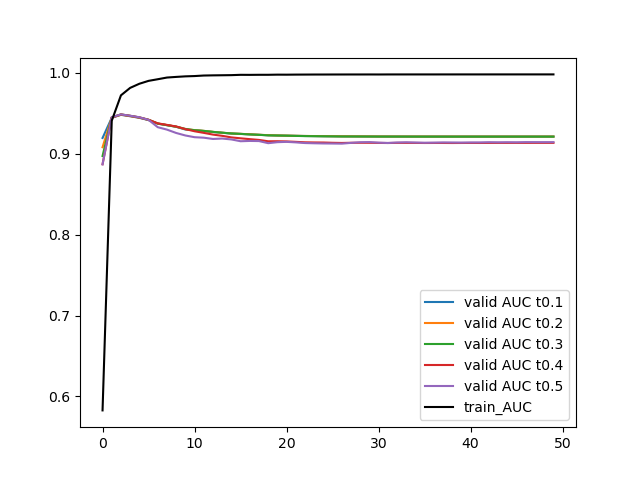 1.0
0.9
0.8
0.7
0.6
0
10
20
30
40
50
valid AUC t0.1
valid AUC t0.2
valid AUC t0.3
valid AUC t0.4
valid AUC t0.5
train_AUC